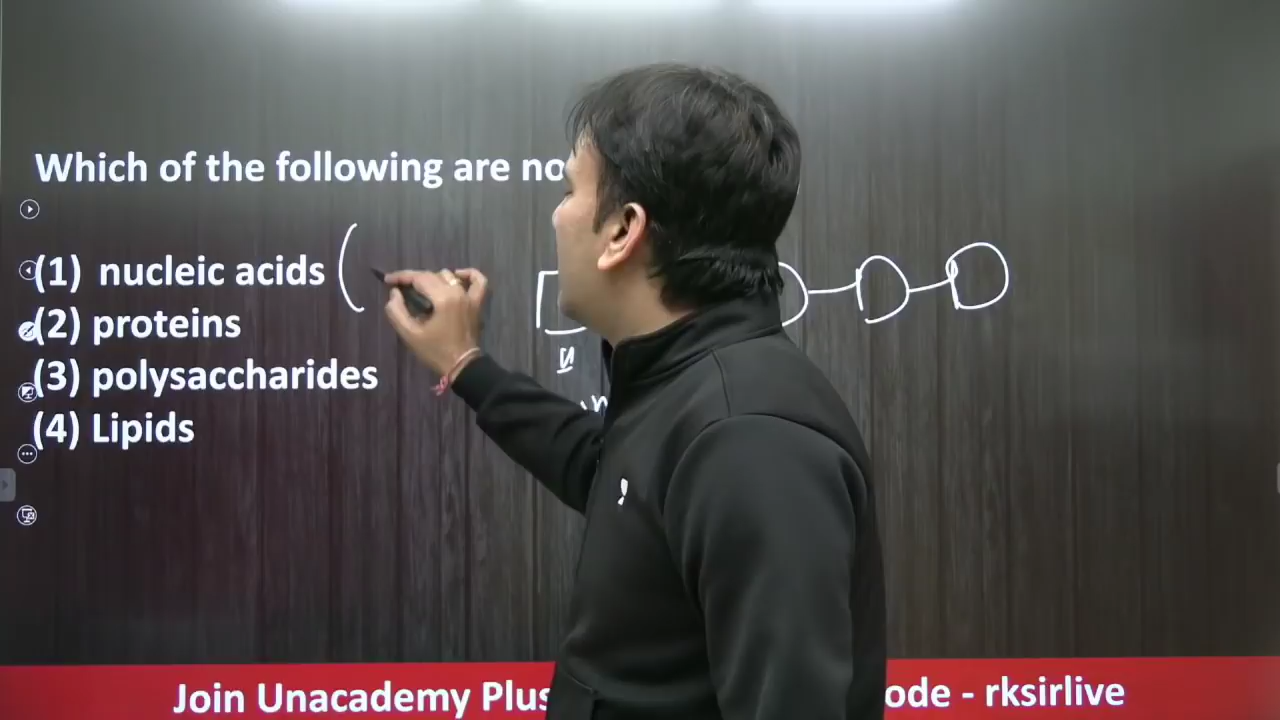 Which of the following are no
(1) nucleic acids (
(2) proteins
(3) polysaccharides
(4) Lipids
Join Unacademy Plus ode - rksirlive